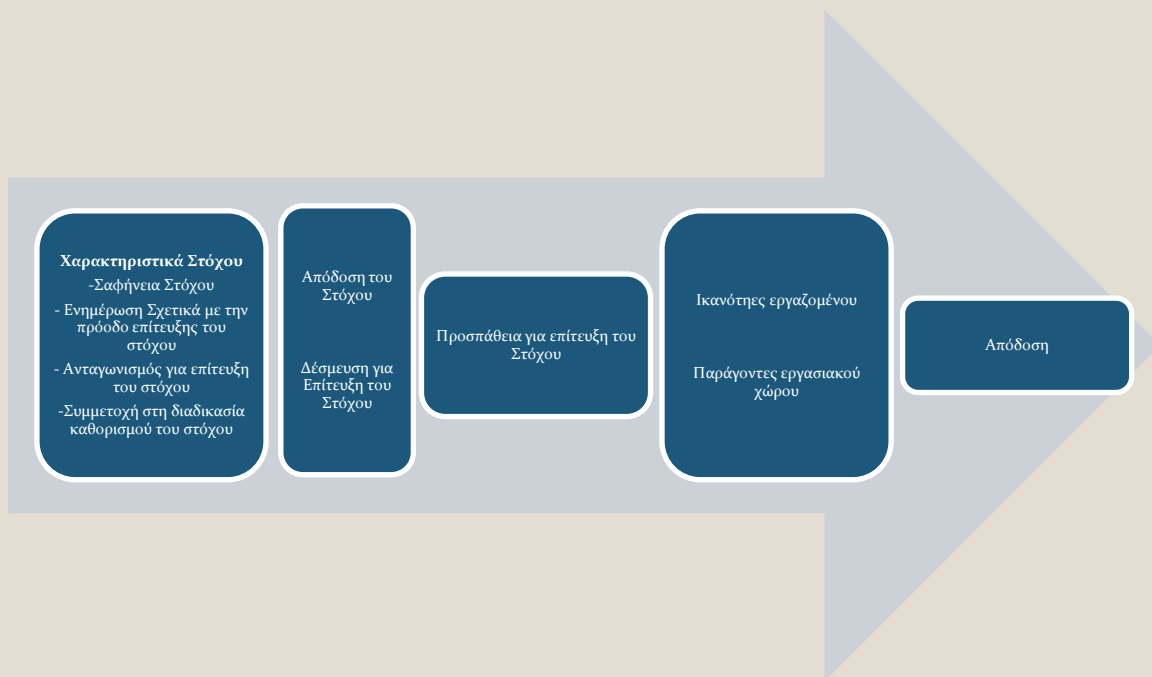 Χαρακτηριστικά Στόχου
-Σαφήνεια Στόχου
- Ενημέρωση Σχετικά με την
πρόοδο επίτευξης του
στόχου
- Ανταγωνισμός για επίτευξη
του στόχου
-Συμμετοχή στη διαδικασία
καθορισμού του στόχου
Απόδοση του
Στόχου
Δέσμευση για
Επίτευξη του
Στόχου
Προσπάθεια για επίτευξη του
Στόχου
Ικανότηες εργαζομένου
Παράγοντες εργασιακού
χώρου
Απόδοση